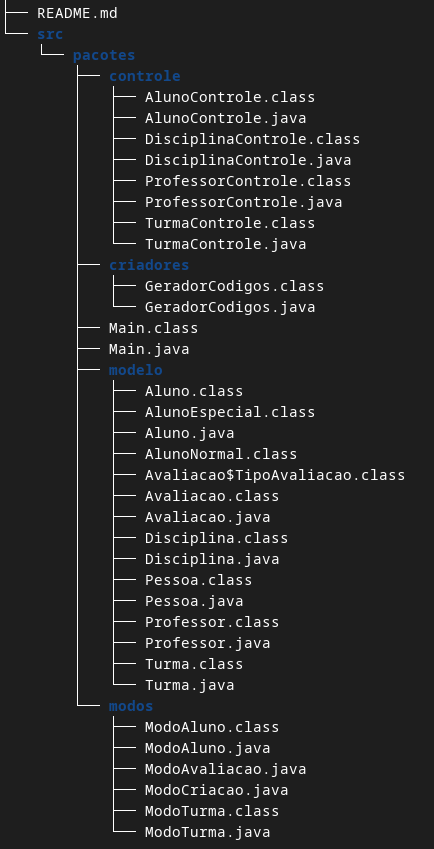 README.md
src
pacotes
controle
AlunoControle.class
AlunoControle.java
DisciplinaControle.class
DisciplinaControle.java
ProfessorControle.class
ProfessorControle.java
TurmaControle.class
TurmaControle.java
criadores
GeradorCodigos.class
GeradorCodigos.java
Main.class
Main.java
modelo
Aluno.class
AlunoEspecial.class
Aluno.java
AlunoNormal.class
Avaliacao$TipoAvaliacao.class
Avaliacao.class
Avaliacao.java
Disciplina.class
Disciplina.java
Pessoa.class
Pessoa.java
Professor.class
Professor.java
Turma.class
Turma.java
modos
ModoAluno.class
ModoAluno.java
ModoAvaliacao.java
ModoCriacao.java
ModoTurma.class
ModoTurma.java